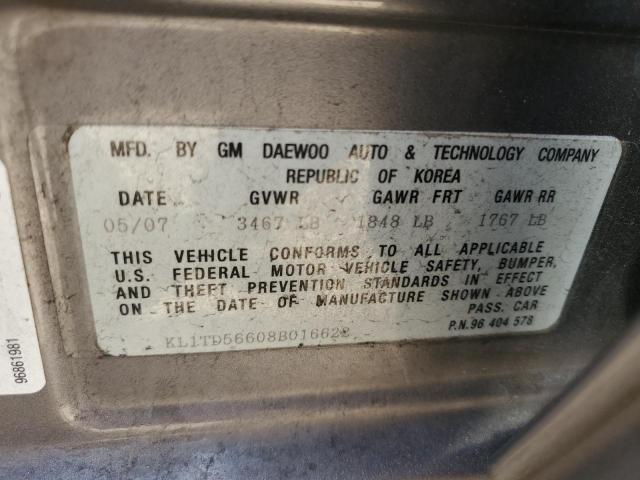 MFD. BY GM DAEWOO AUTO & TECHNOLOGY COMPANY
REPUBLIC OF KOREA
DATE GVWR GAWR FRT GAWR RR
05/07 3467 LB 1848 LB 1767 LB
THIS VEHICLE CONFORMS TO ALL APPLICABLE
U.S. FEDERAL MOTOR VEHICLE SAFETY, BUMPER,
AND THEFT PREVENTION STANDARDS IN EFFECT
ON THE DATE OF MANUFACTURE SHOWN ABOVE
PASS. CAR
P.N.96 404 578
KL1TD56608B016628
96861981